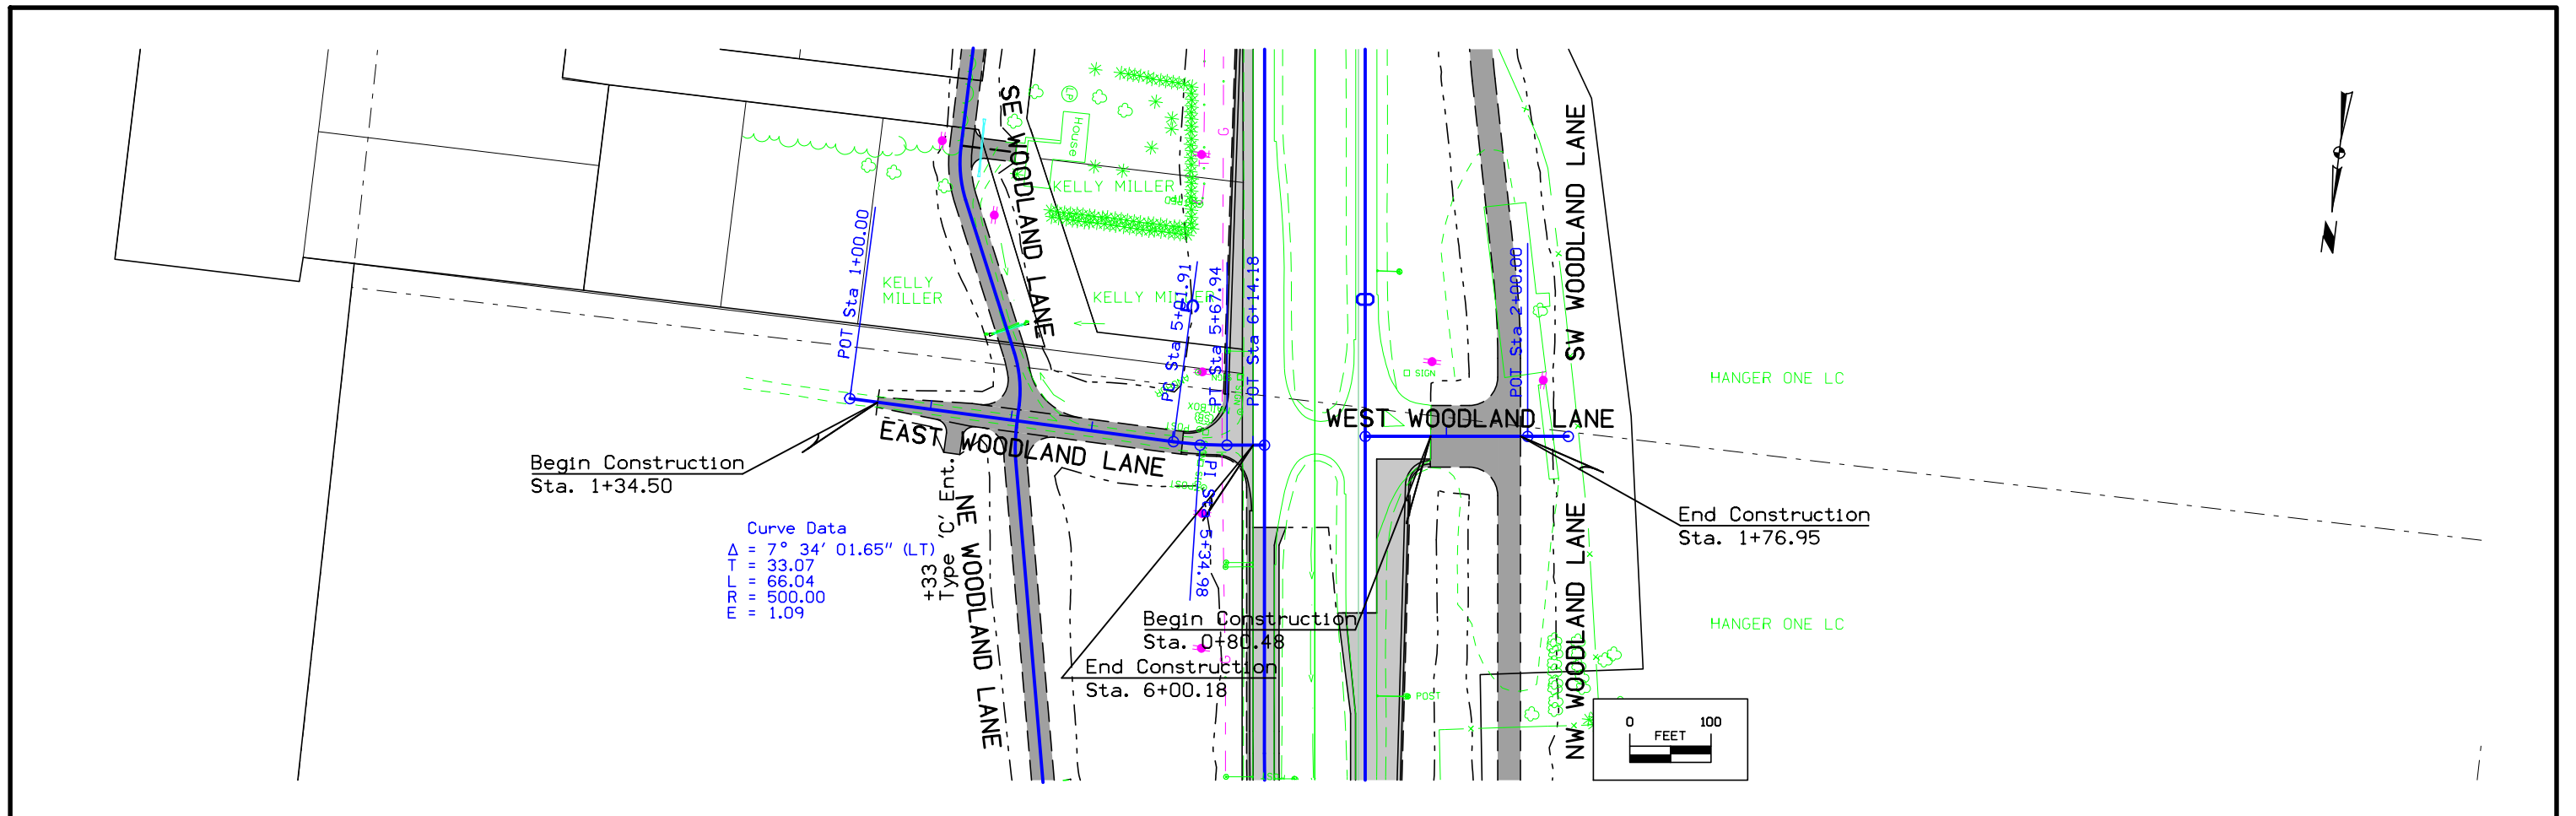 SE WOODLAND LANE
House
LP
G
KELLY MILLER
KELLY
MILLER
KELLY MILLER
POT Sta 1+00.00
PC Sta 5+01.91
PT Sta 5+67.94
POT Sta 6+14.18
PI Sta 5+34.98
POT Sta 2+00.00
SW WOODLAND LANE
SIGN
WEST WOODLAND LANE
HANGER ONE LC
EAST WOODLAND LANE
Begin Construction
Sta. 1+34.50
Curve Data
Δ = 7° 34' 01.65" (LT)
T = 33.07
L = 66.04
R = 500.00
E = 1.09
+33
Type 'C' Ent.
NE WOODLAND LANE
Begin Construction
Sta. 0+80.48
End Construction
Sta. 6+00.18
End Construction
Sta. 1+76.95
NW WOODLAND LANE
HANGER ONE LC
POST
G
0 100
FEET
N